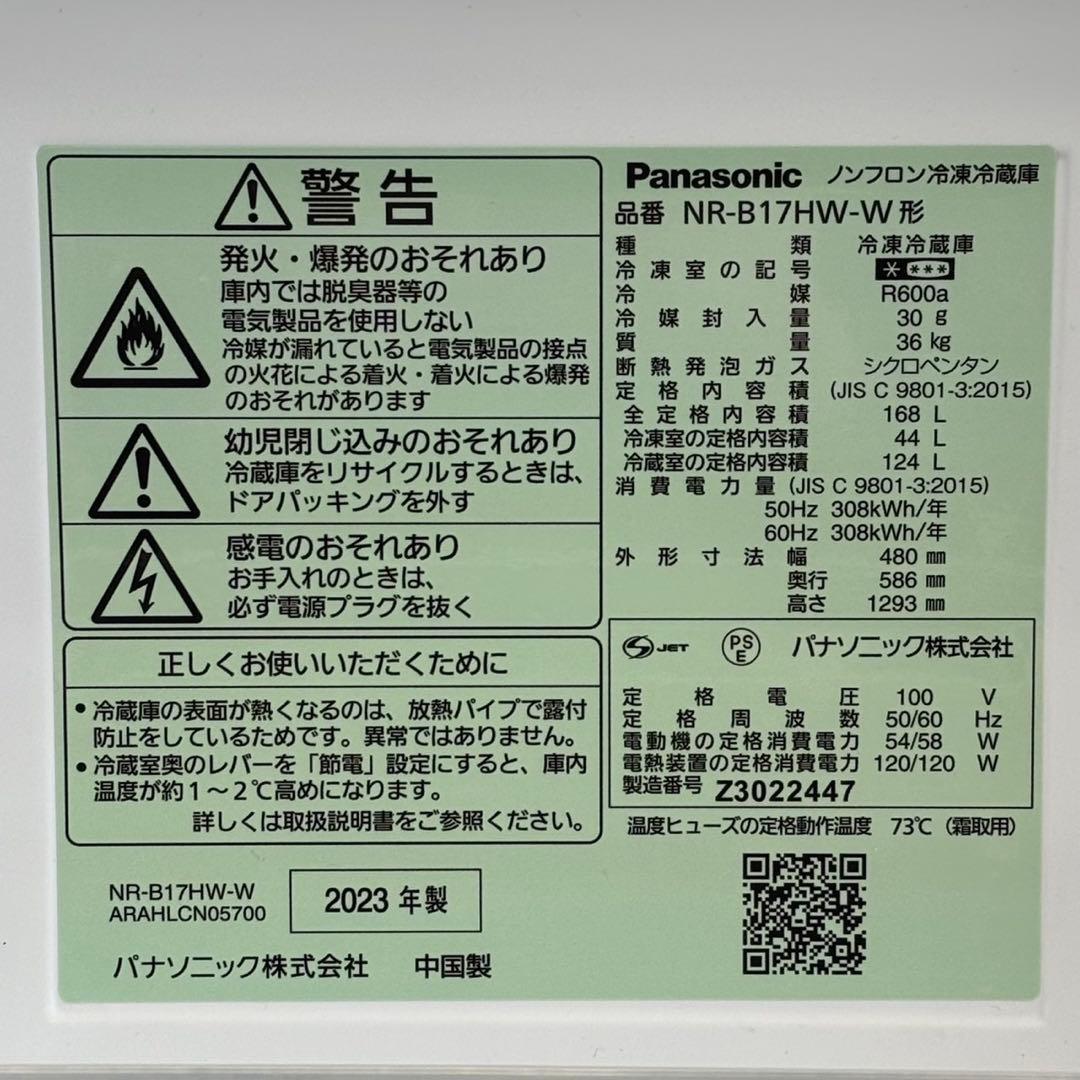 警告
発火・爆発のおそれあり
庫内では脱臭器等の
電気製品を使用しない
冷媒が漏れていると電気製品の接点
の火花による着火・着火による爆発
のおそれがあります
幼児閉じ込みのおそれあり
冷蔵庫をリサイクルするときは、
ドアパッキングを外す
感電のおそれあり
お手入れのときは、
必ず電源プラグを抜く
正しくお使いいただくために
・冷蔵庫の表面が熱くなるのは、放熱パイプで露付
防止をしているためです。異常ではありません。
・冷蔵室奥のレバーを「節電」設定にすると、庫内
温度が約1~2℃高めになります。
詳しくは取扱説明書をご参照ください。
NR-B17HW-W
ARAHLCN05700
2023 年製
パナソニック株式会社 中国製
Panasonic ノンフロン冷凍冷蔵庫
品番 NR-B17HW-W 形
種類 冷凍冷蔵庫
冷凍室の記号 * ***
冷媒 R600a
冷媒封入量 30 g
質量 36 kg
断熱発泡ガス シクロペンタン
定格内容積 (JIS C 9801-3:2015)
全定格内容積 168 L
冷凍室の定格内容積 44 L
冷蔵室の定格内容積 124 L
消費電力量 (JIS C 9801-3:2015)
50Hz 308kWh/年
60Hz 308kWh/年
外形寸法 幅 480 mm
奥行 586 mm
高さ 1293 mm
JET PSE パナソニック株式会社
定格電圧 100 V
定格周波数 50/60 Hz
電動機の定格消費電力 54/58 W
電熱装置の定格消費電力 120/120 W
製造番号 Z3022447
温度ヒューズの定格動作温度 73℃(霜取用)